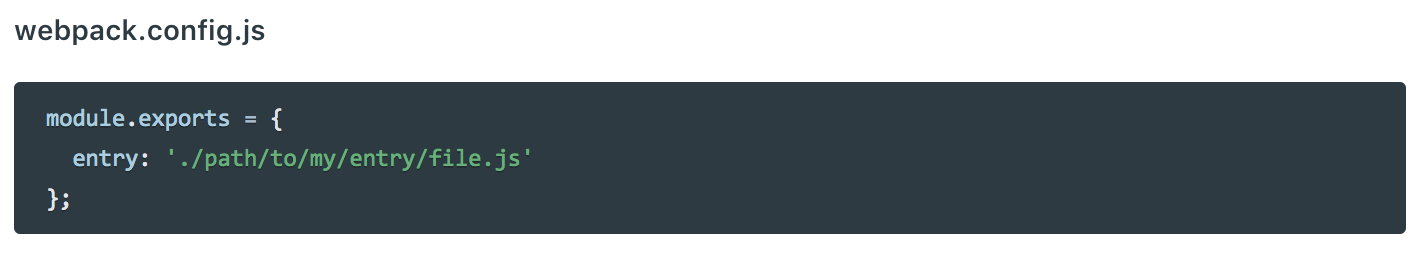 webpack.config.js
module.exports = {
  entry: './path/to/my/entry/file.js'
};